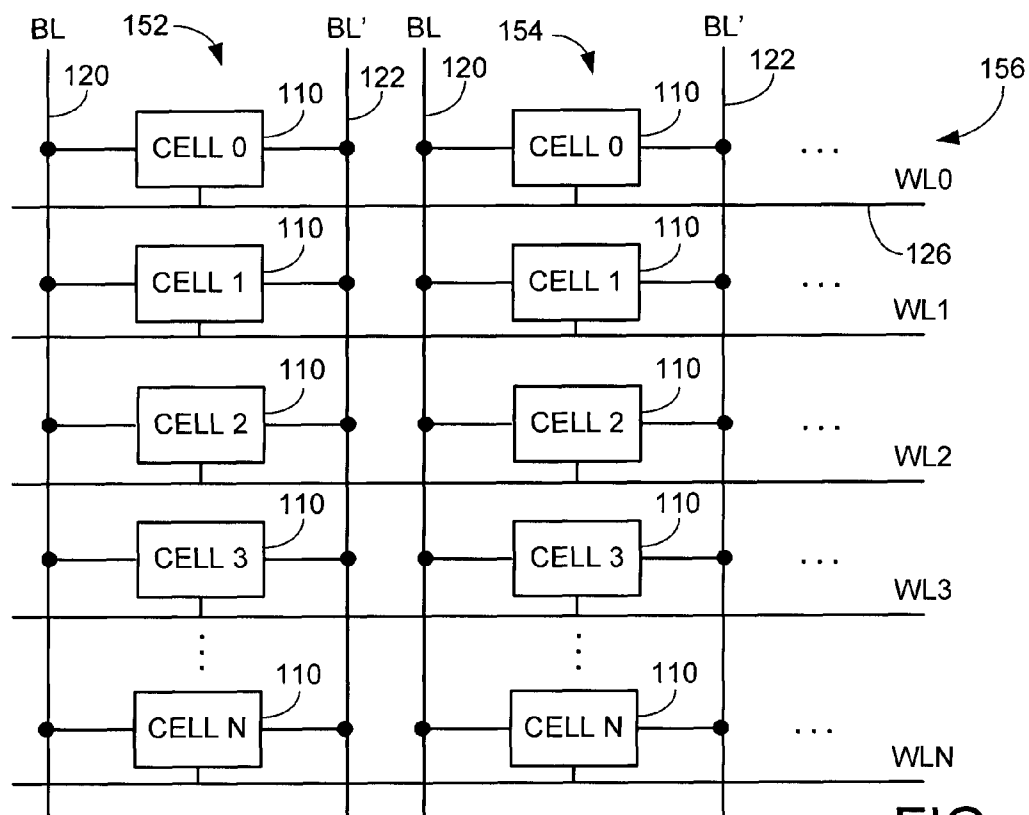 BL 152 BL' BL 154 BL'
120 110 122 120 110 122 156
CELL 0 CELL 0 ...
WL0
110 110 126
CELL 1 CELL 1 ...
WL1
110 110
CELL 2 CELL 2 ...
WL2
110 110
CELL 3 CELL 3 ...
WL3
110 110
CELL N CELL N ...
WLN